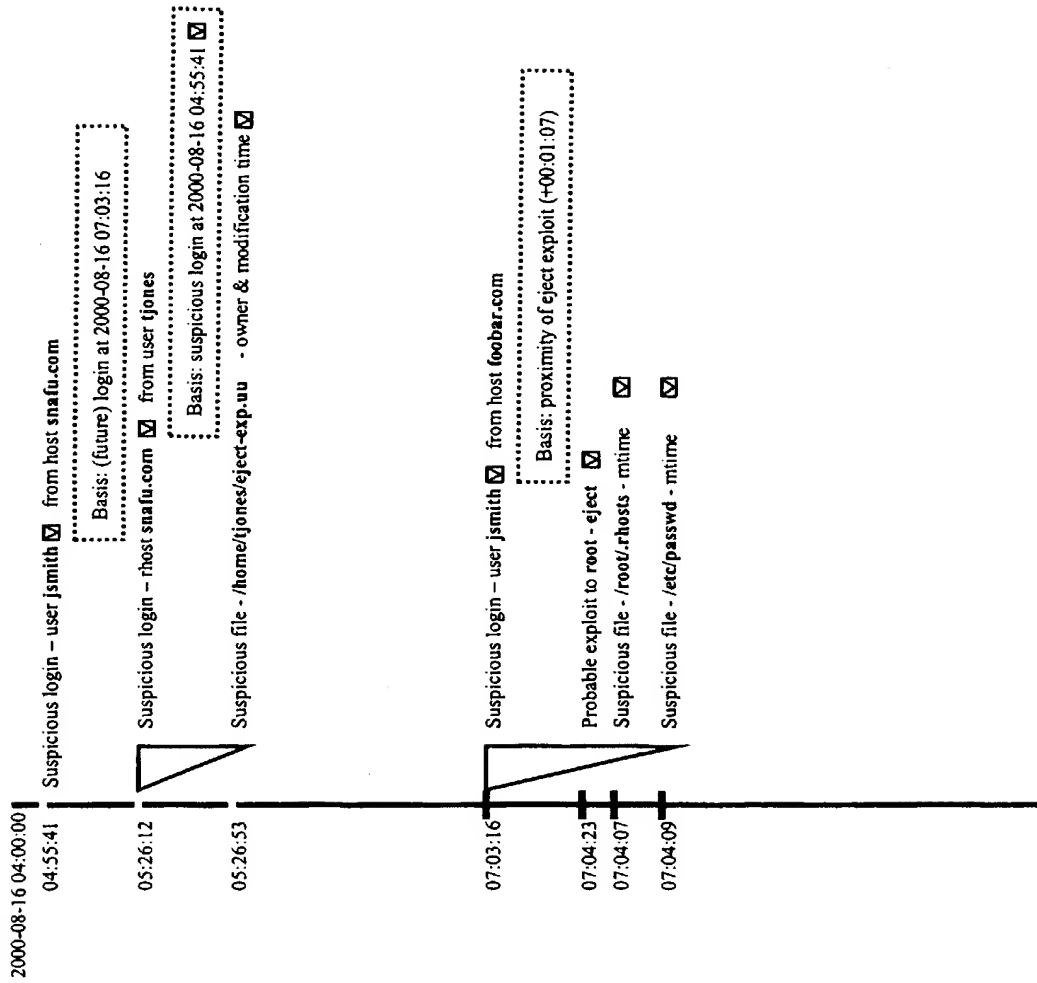 2000-08-16 04:00:00
04:55:41 Suspicious login – user jsmith ☑ from host snafu.com
Basis: (future) login at 2000-08-16 07:03:16
05:26:12 Suspicious login – rhost snafu.com ☑ from user tjones
Basis: suspicious login at 2000-08-16 04:55:41 ☑
05:26:53 Suspicious file - /home/tjones/eject-exp.uu - owner & modification time ☑
07:03:16 Suspicious login – user jsmith ☑ from host foobar.com
Basis: proximity of eject exploit (+00:01:07)
07:04:23 Probable exploit to root - eject ☑
07:04:07 Suspicious file - /root/.rhosts - mtime ☑
07:04:09 Suspicious file - /etc/passwd - mtime ☑